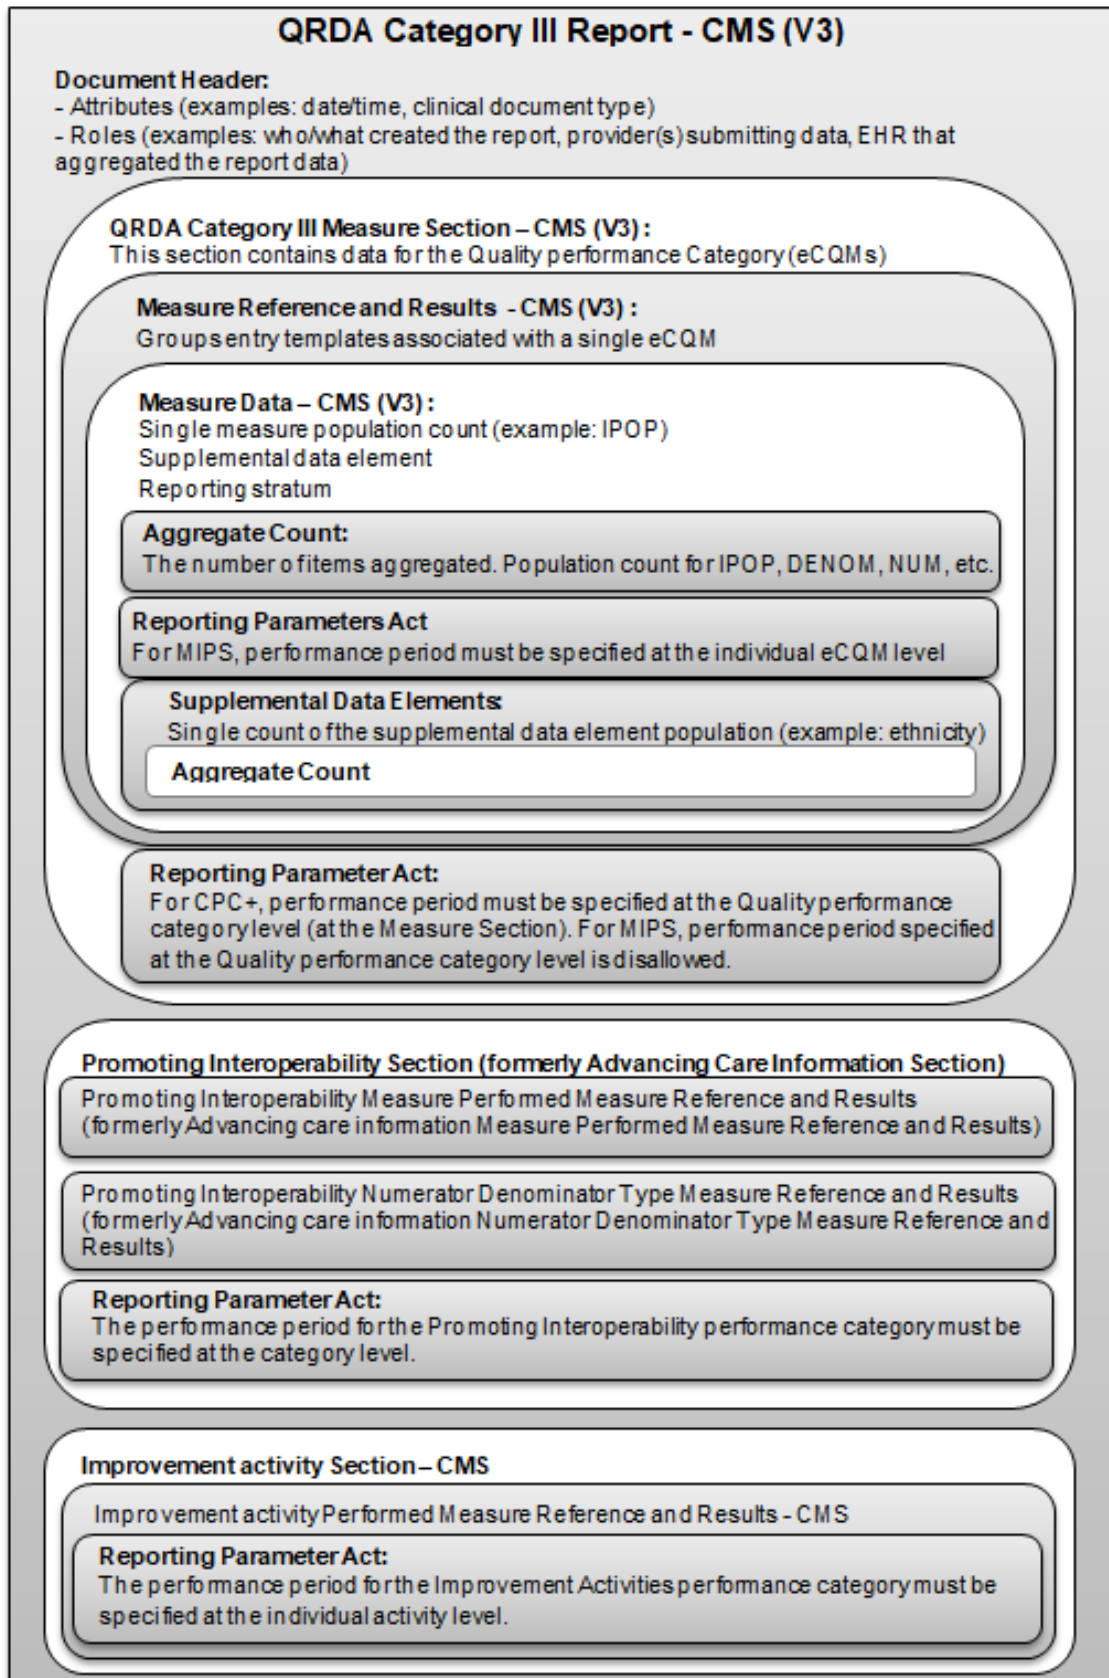 QRDA Category III Report - CMS (V3)
Document Header:
- Attributes (examples: date/time, clinical document type)
- Roles (examples: who/what created the report, provider(s) submitting data, EHR that
aggregated the report data)
QRDA Category III Measure Section – CMS (V3) :
This section contains data for the Quality performance Category (eCQMs)
Measure Reference and Results - CMS (V3) :
Groups entry templates associated with a single eCQM
Measure Data – CMS (V3) :
Single measure population count (example: IPOP)
Supplemental data element
Reporting stratum
Aggregate Count:
The number of items aggregated. Population count for IPOP, DENOM, NUM, etc.
Reporting Parameters Act
For MIPS, performance period must be specified at the individual eCQM level
Supplemental Data Elements:
Single count of the supplemental data element population (example: ethnicity)
Aggregate Count
Reporting Parameter Act:
For CPC+, performance period must be specified at the Quality performance
category level (at the Measure Section). For MIPS, performance period specified
at the Quality performance category level is disallowed.
Promoting Interoperability Section (formerly Advancing Care Information Section)
Promoting Interoperability Measure Performed Measure Reference and Results
(formerly Advancing care information Measure Performed Measure Reference and Results)
Promoting Interoperability Numerator Denominator Type Measure Reference and Results
(formerly Advancing care information Numerator Denominator Type Measure Reference and
Results)
Reporting Parameter Act:
The performance period for the Promoting Interoperability performance category must be
specified at the category level.
Improvement activity Section – CMS
Improvement activity Performed Measure Reference and Results - CMS
Reporting Parameter Act:
The performance period for the Improvement Activities performance category must be
specified at the individual activity level.